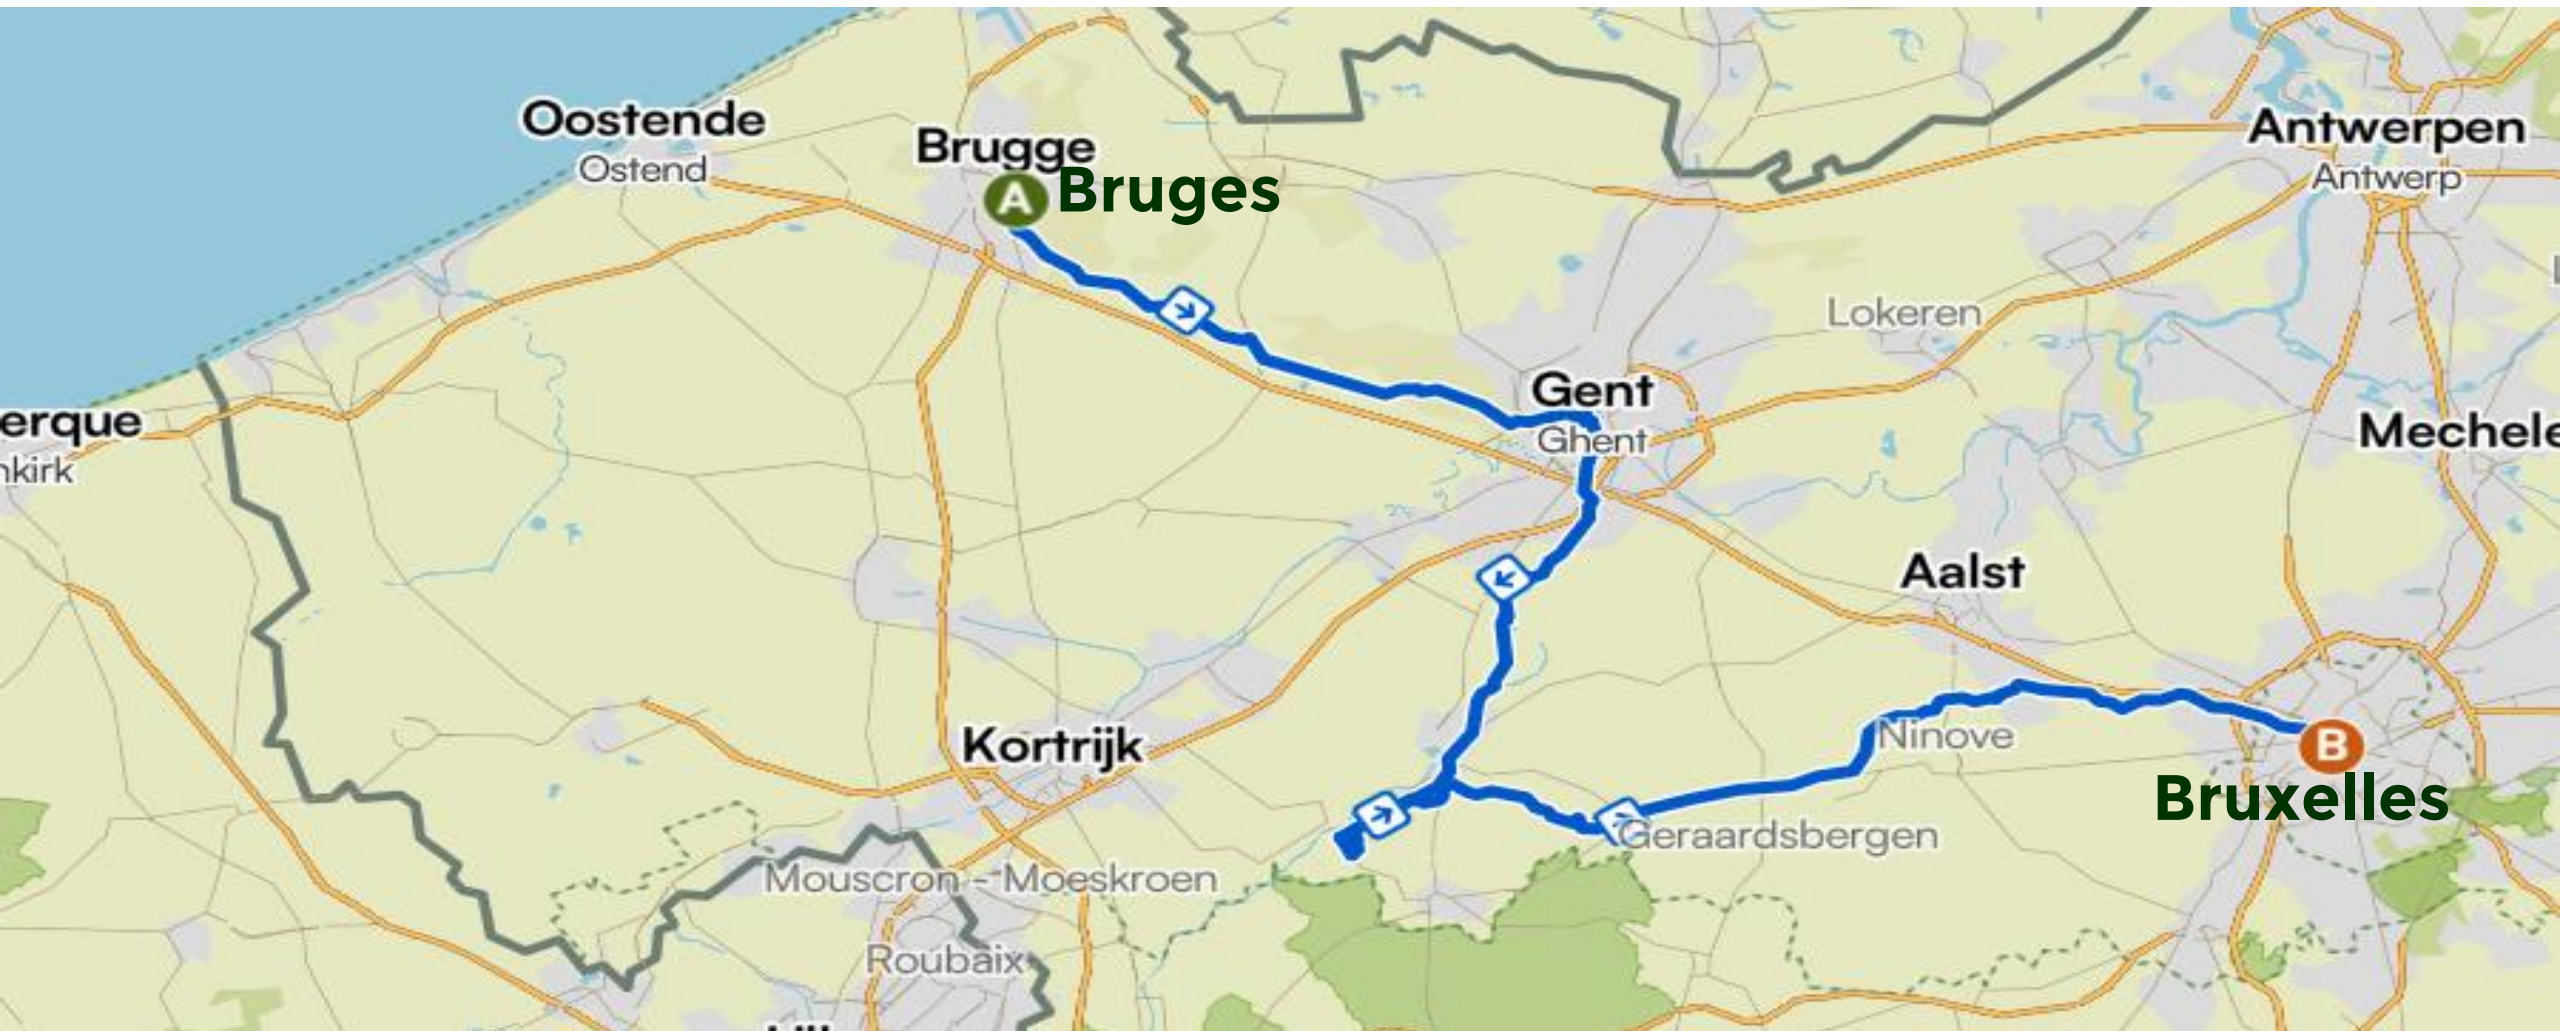 Oostende
Ostend
Brugge
A Bruges
Antwerpen
Antwerp
Lokeren
Gent
Ghent
erque
nkirk
Mechele
Aalst
Kortrijk
Ninove
B
Bruxelles
Geraardsbergen
Mouscron - Moeskroen
Roubaix